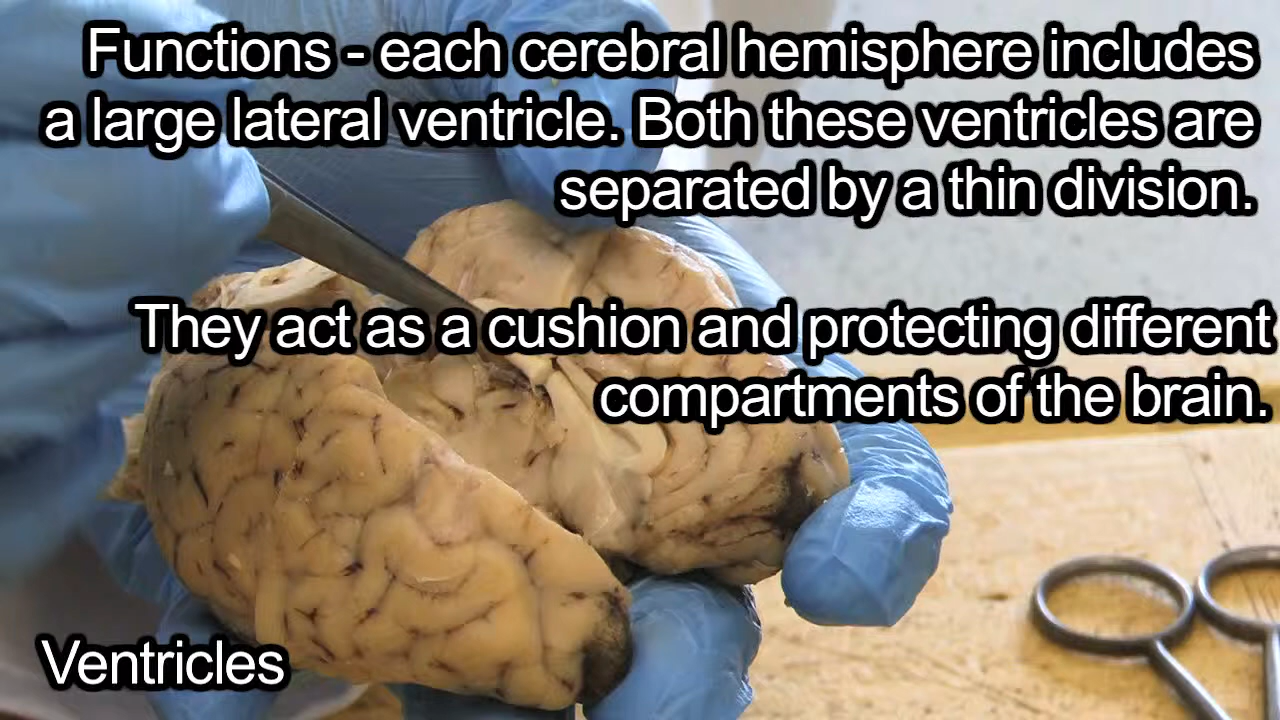 Functions - each cerebral hemisphere includes
a large lateral ventricle. Both these ventricles are
separated by a thin division.
They act as a cushion and protecting different
compartments of the brain.
Ventricles